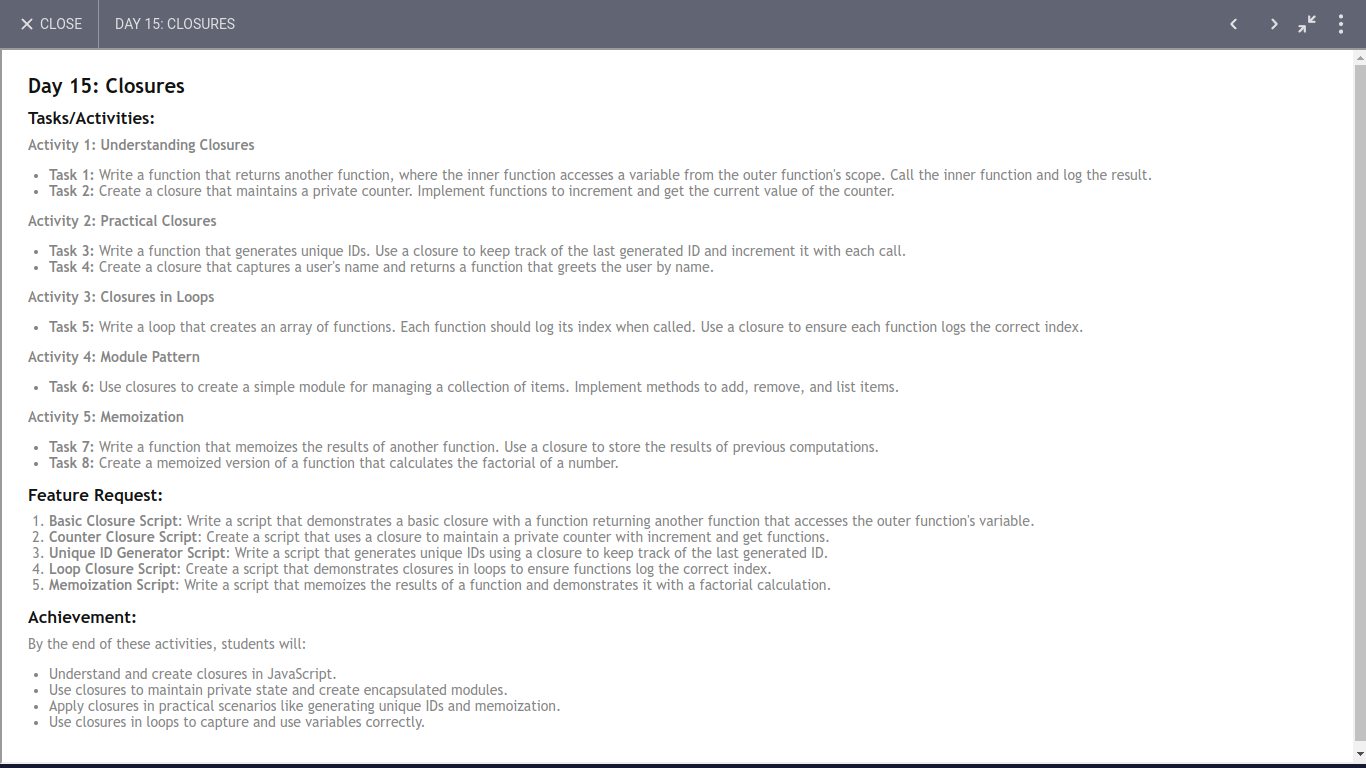 CLOSE DAY 15: CLOSURES
Day 15: Closures
Tasks/Activities:
Activity 1: Understanding Closures
• Task 1: Write a function that returns another function, where the inner function accesses a variable from the outer function's scope. Call the inner function and log the result.
• Task 2: Create a closure that maintains a private counter. Implement functions to increment and get the current value of the counter.
Activity 2: Practical Closures
• Task 3: Write a function that generates unique IDs. Use a closure to keep track of the last generated ID and increment it with each call.
• Task 4: Create a closure that captures a user's name and returns a function that greets the user by name.
Activity 3: Closures in Loops
• Task 5: Write a loop that creates an array of functions. Each function should log its index when called. Use a closure to ensure each function logs the correct index.
Activity 4: Module Pattern
• Task 6: Use closures to create a simple module for managing a collection of items. Implement methods to add, remove, and list items.
Activity 5: Memoization
• Task 7: Write a function that memoizes the results of another function. Use a closure to store the results of previous computations.
• Task 8: Create a memoized version of a function that calculates the factorial of a number.
Feature Request:
1. Basic Closure Script: Write a script that demonstrates a basic closure with a function returning another function that accesses the outer function's variable.
2. Counter Closure Script: Create a script that uses a closure to maintain a private counter with increment and get functions.
3. Unique ID Generator Script: Write a script that generates unique IDs using a closure to keep track of the last generated ID.
4. Loop Closure Script: Create a script that demonstrates closures in loops to ensure functions log the correct index.
5. Memoization Script: Write a script that memoizes the results of a function and demonstrates it with a factorial calculation.
Achievement:
By the end of these activities, students will:
• Understand and create closures in JavaScript.
• Use closures to maintain private state and create encapsulated modules.
• Apply closures in practical scenarios like generating unique IDs and memoization.
• Use closures in loops to capture and use variables correctly.